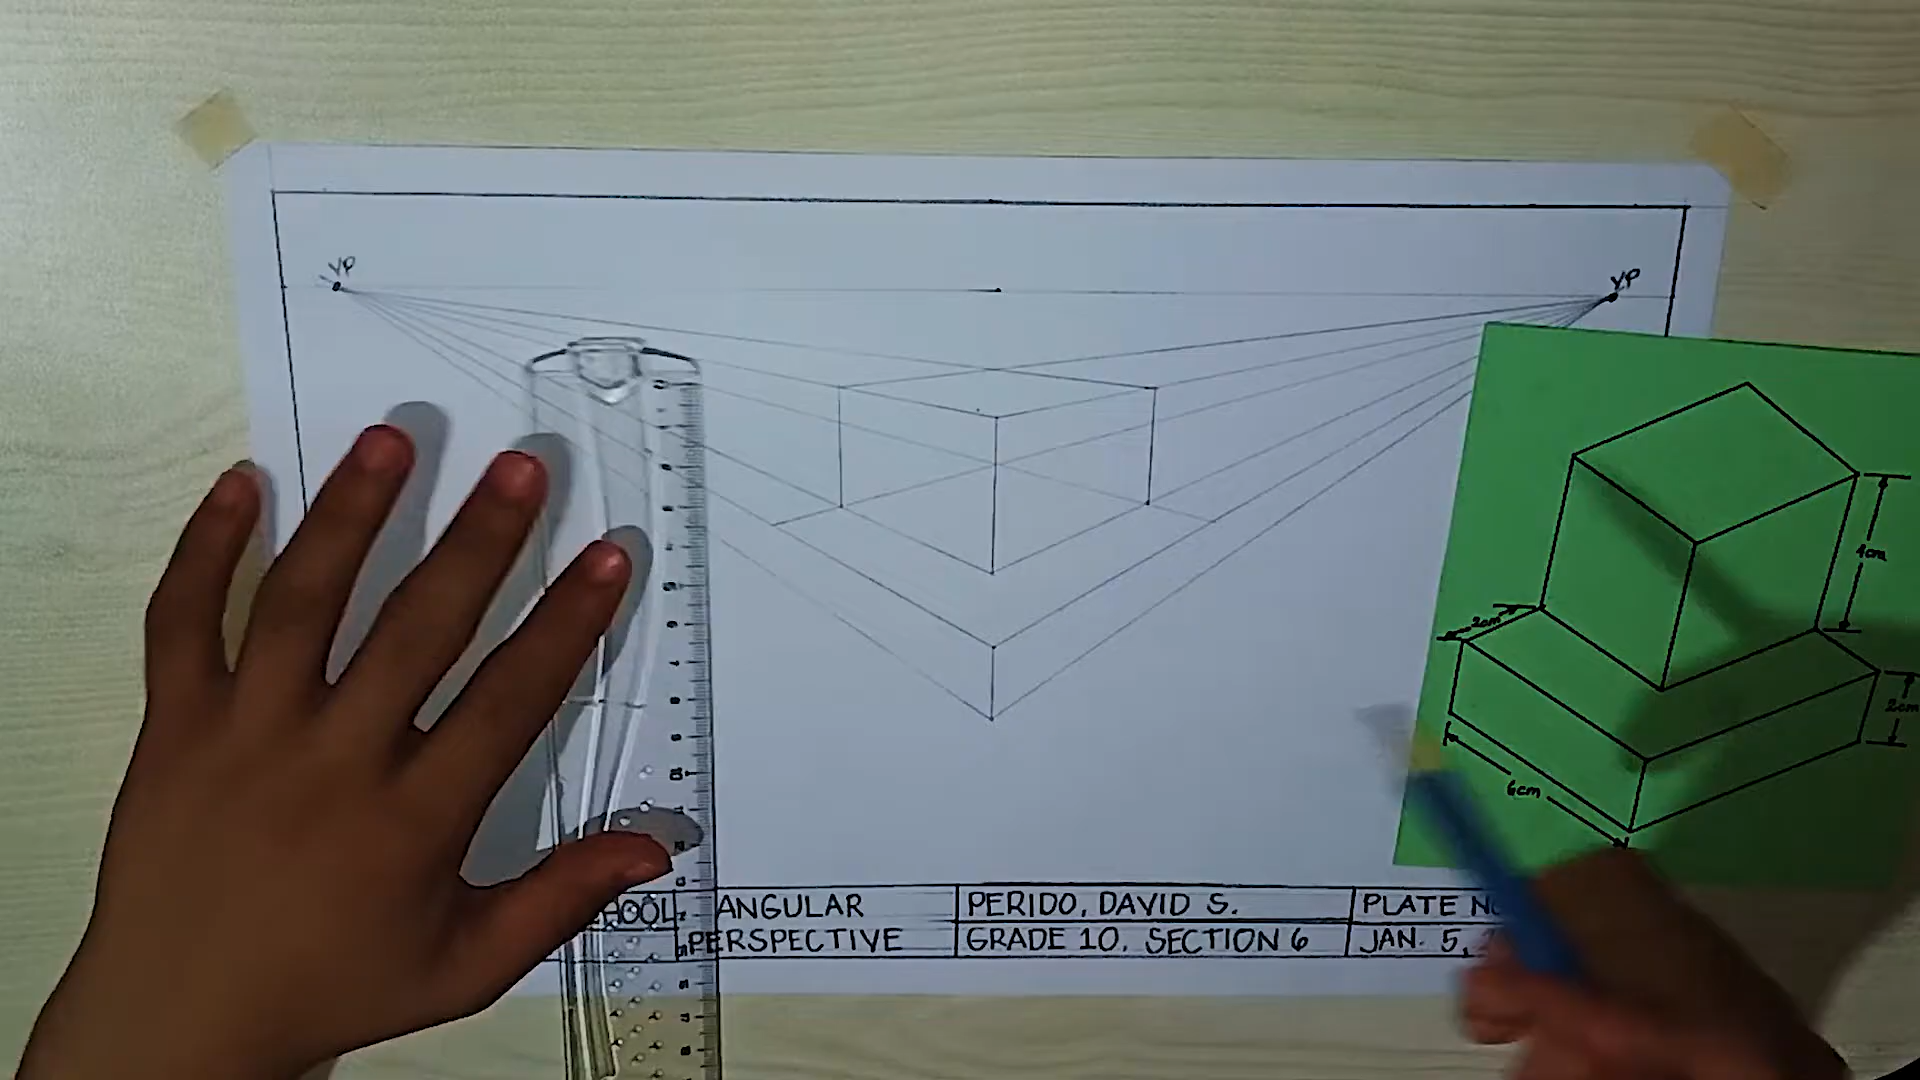 VP
VP
4cm
2cm
2cm
6cm
ANGULAR
PERSPECTIVE
PERIDO, DAVID S.
GRADE 10. SECTION 6
PLATE
JAN. 5,